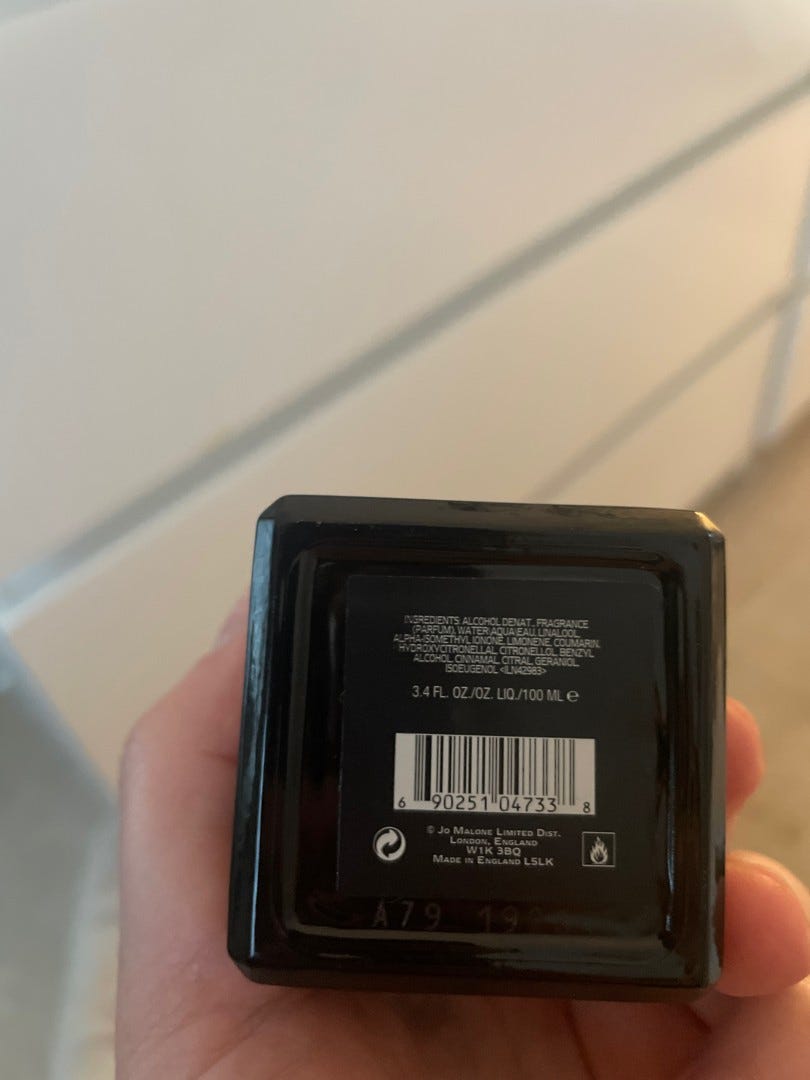 INGREDIENTS: ALCOHOL DENAT., FRAGRANCE
(PARFUM), WATER\AQUA\EAU, LINALOOL,
ALPHA-ISOMETHYL IONONE, LIMONENE, COUMARIN,
HYDROXYCITRONELLAL, CITRONELLOL, BENZYL
ALCOHOL, CINNAMAL, CITRAL, GERANIOL,
ISOEUGENOL <ILN42983>
3.4 FL. OZ./OZ. LIQ./100 ML ℮
6 90251 04733 8
© JO MALONE LIMITED DIST.
LONDON, ENGLAND
W1K 3BQ
MADE IN ENGLAND L5LK
A79